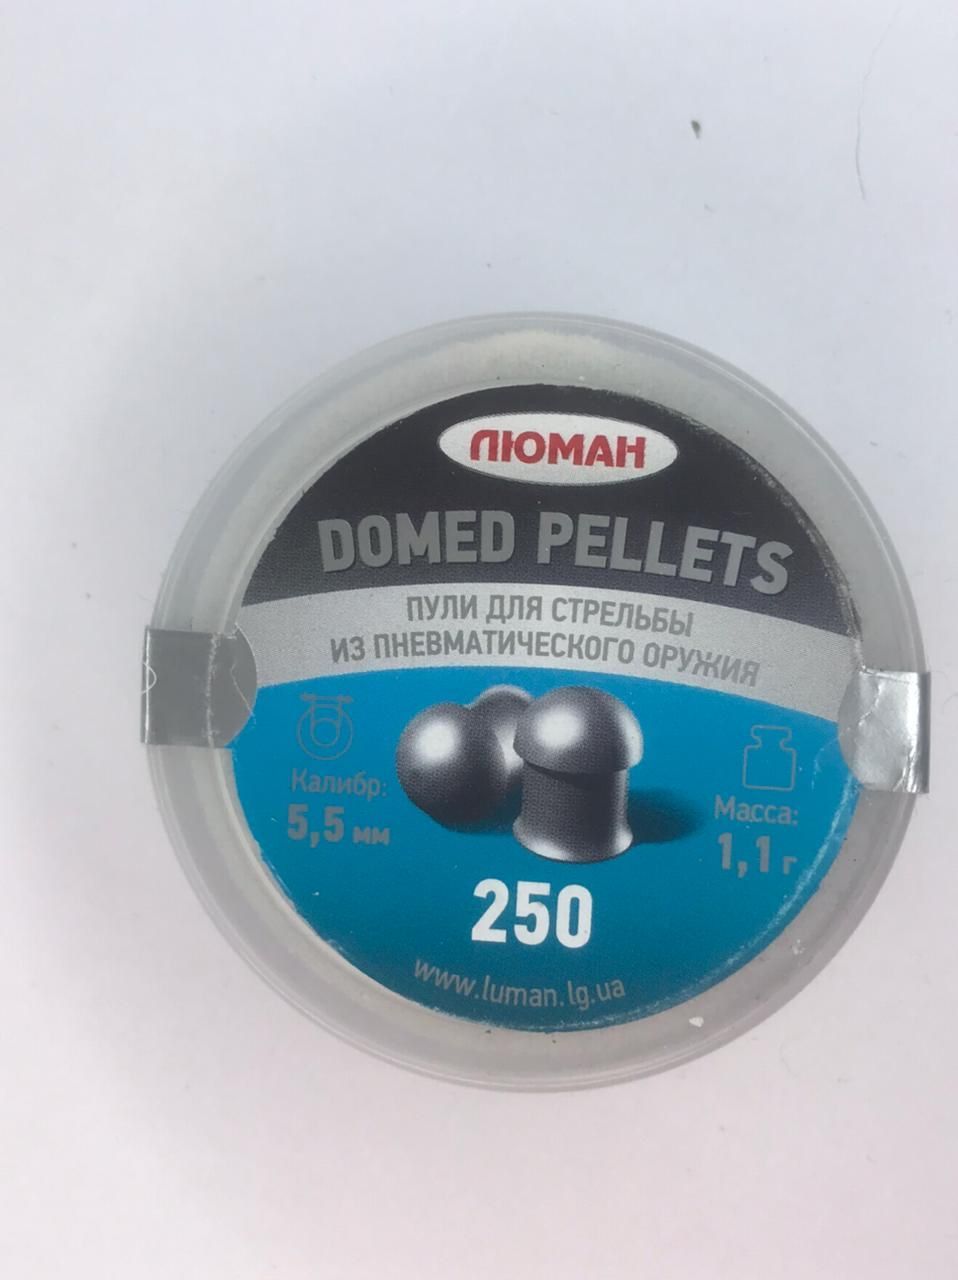 ЛЮМАН
DOMED PELLETS
ПУЛИ ДЛЯ СТРЕЛЬБЫ
ИЗ ПНЕВМАТИЧЕСКОГО ОРУЖИЯ
Калибр:
5,5 мм
Масса:
1,1 г
250
www.luman.lg.ua